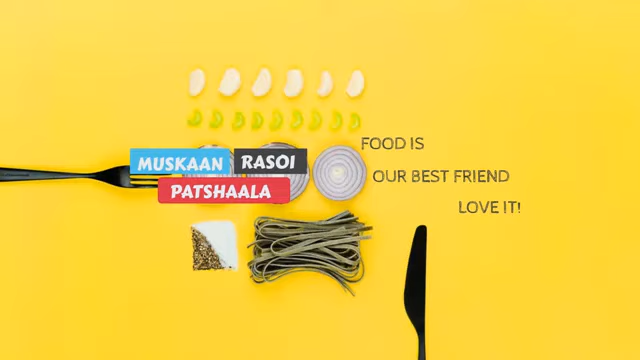 MUSKAAN RASOI
PATSHAALA
FOOD IS
OUR BEST FRIEND
LOVE IT!